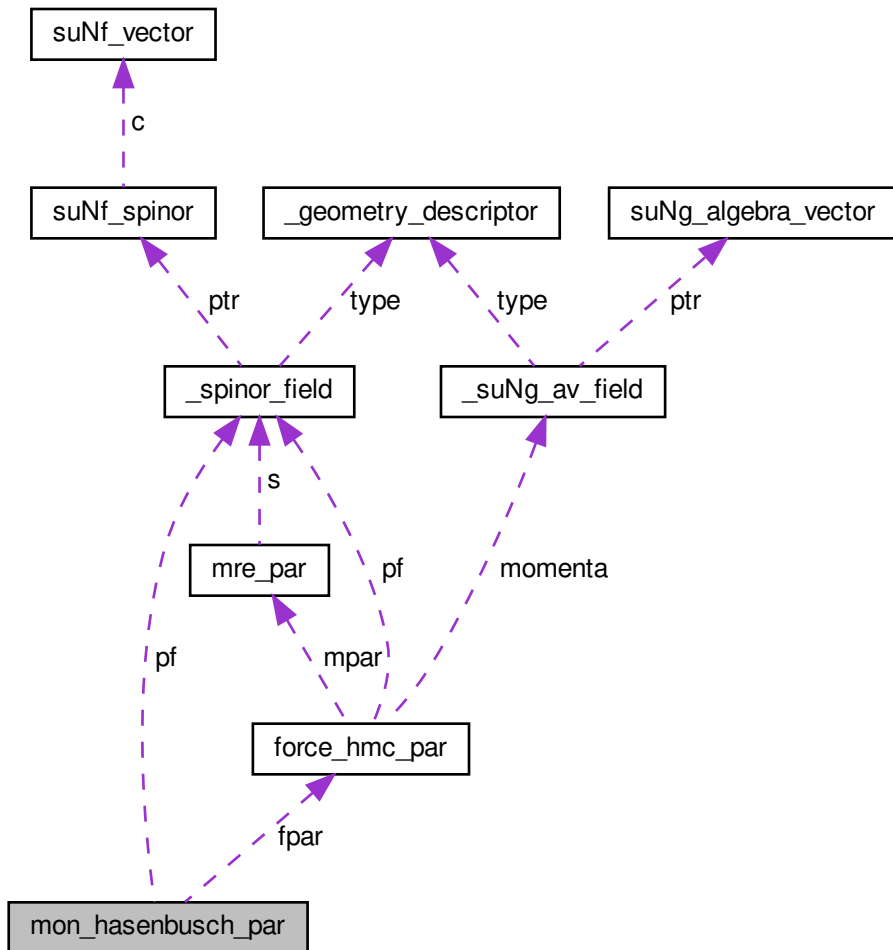 suNf_vector
c
suNf_spinor
_geometry_descriptor
suNg_algebra_vector
ptr
type
type
ptr
_spinor_field
_suNg_av_field
s
mre_par
pf
momenta
pf
mpar
force_hmc_par
fpar
mon_hasenbusch_par